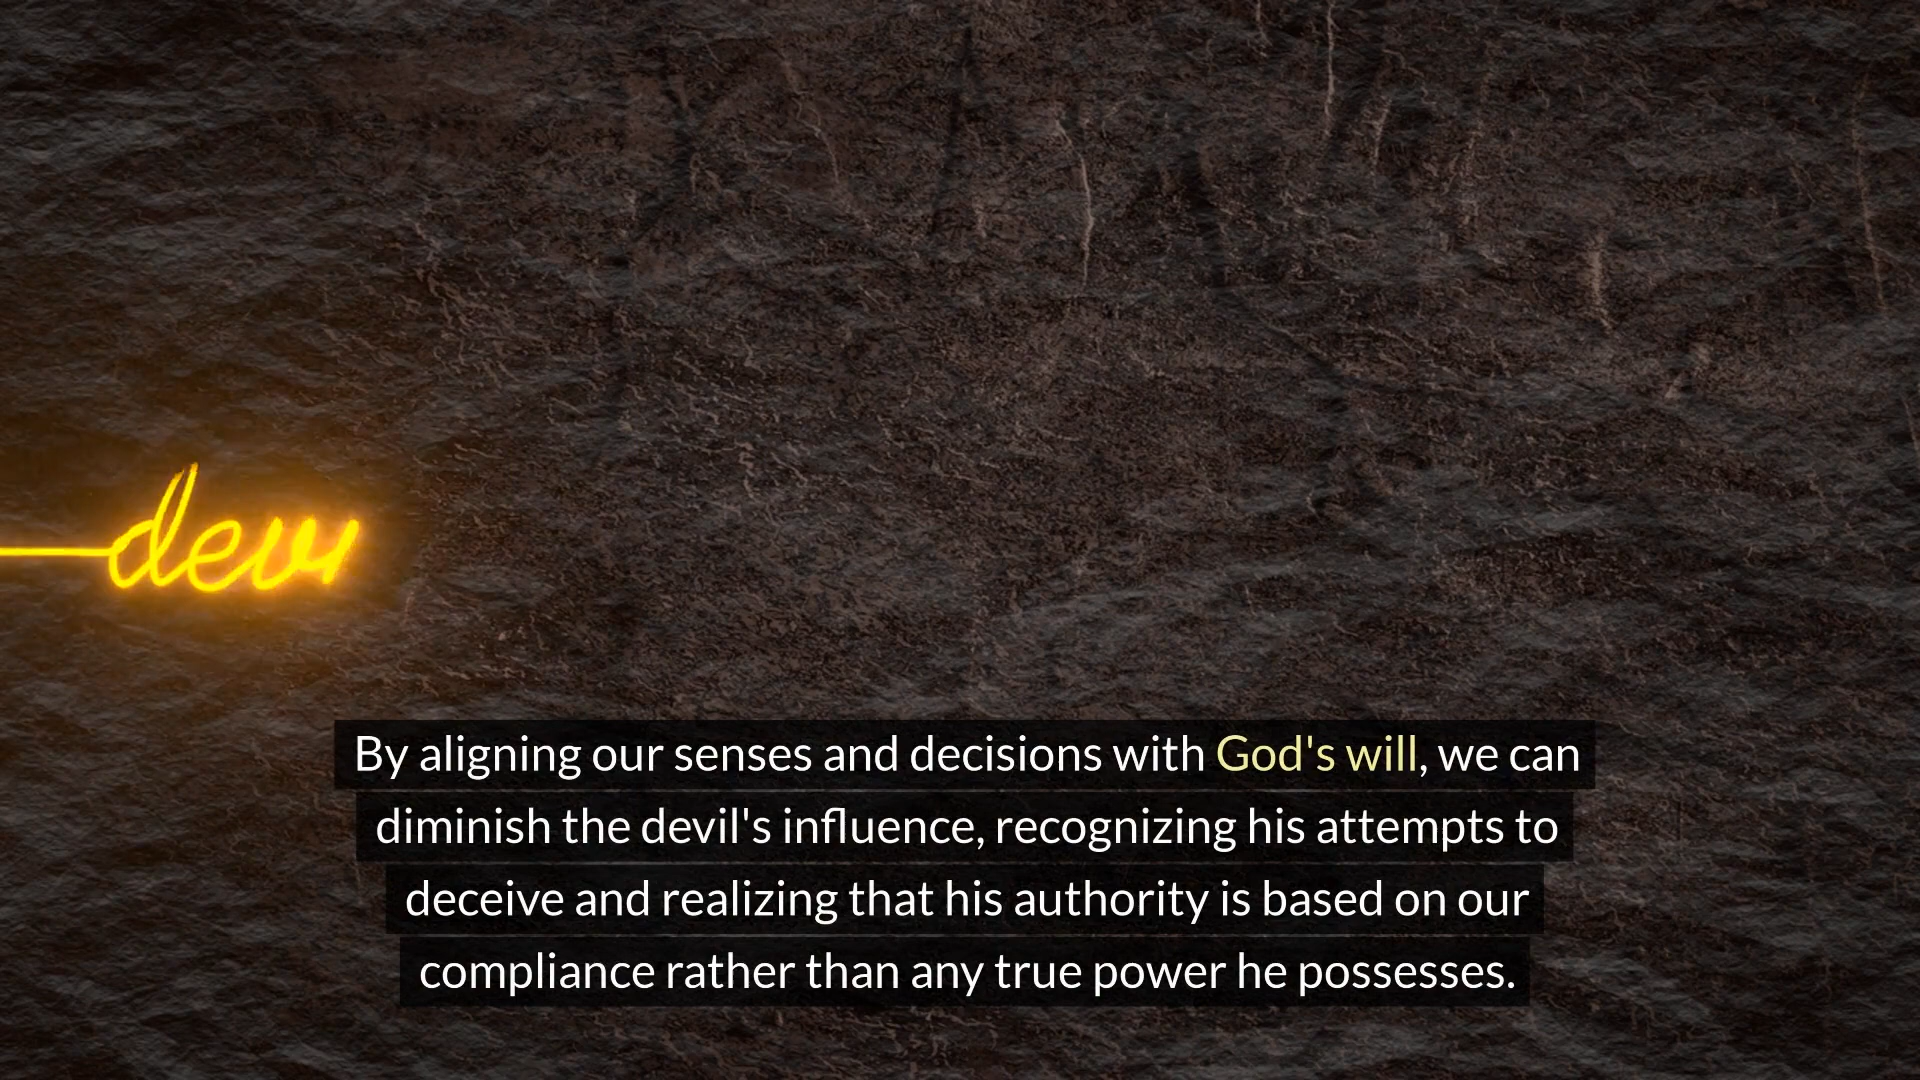 devi
By aligning our senses and decisions with God's will, we can
diminish the devil's influence, recognizing his attempts to
deceive and realizing that his authority is based on our
compliance rather than any true power he possesses.